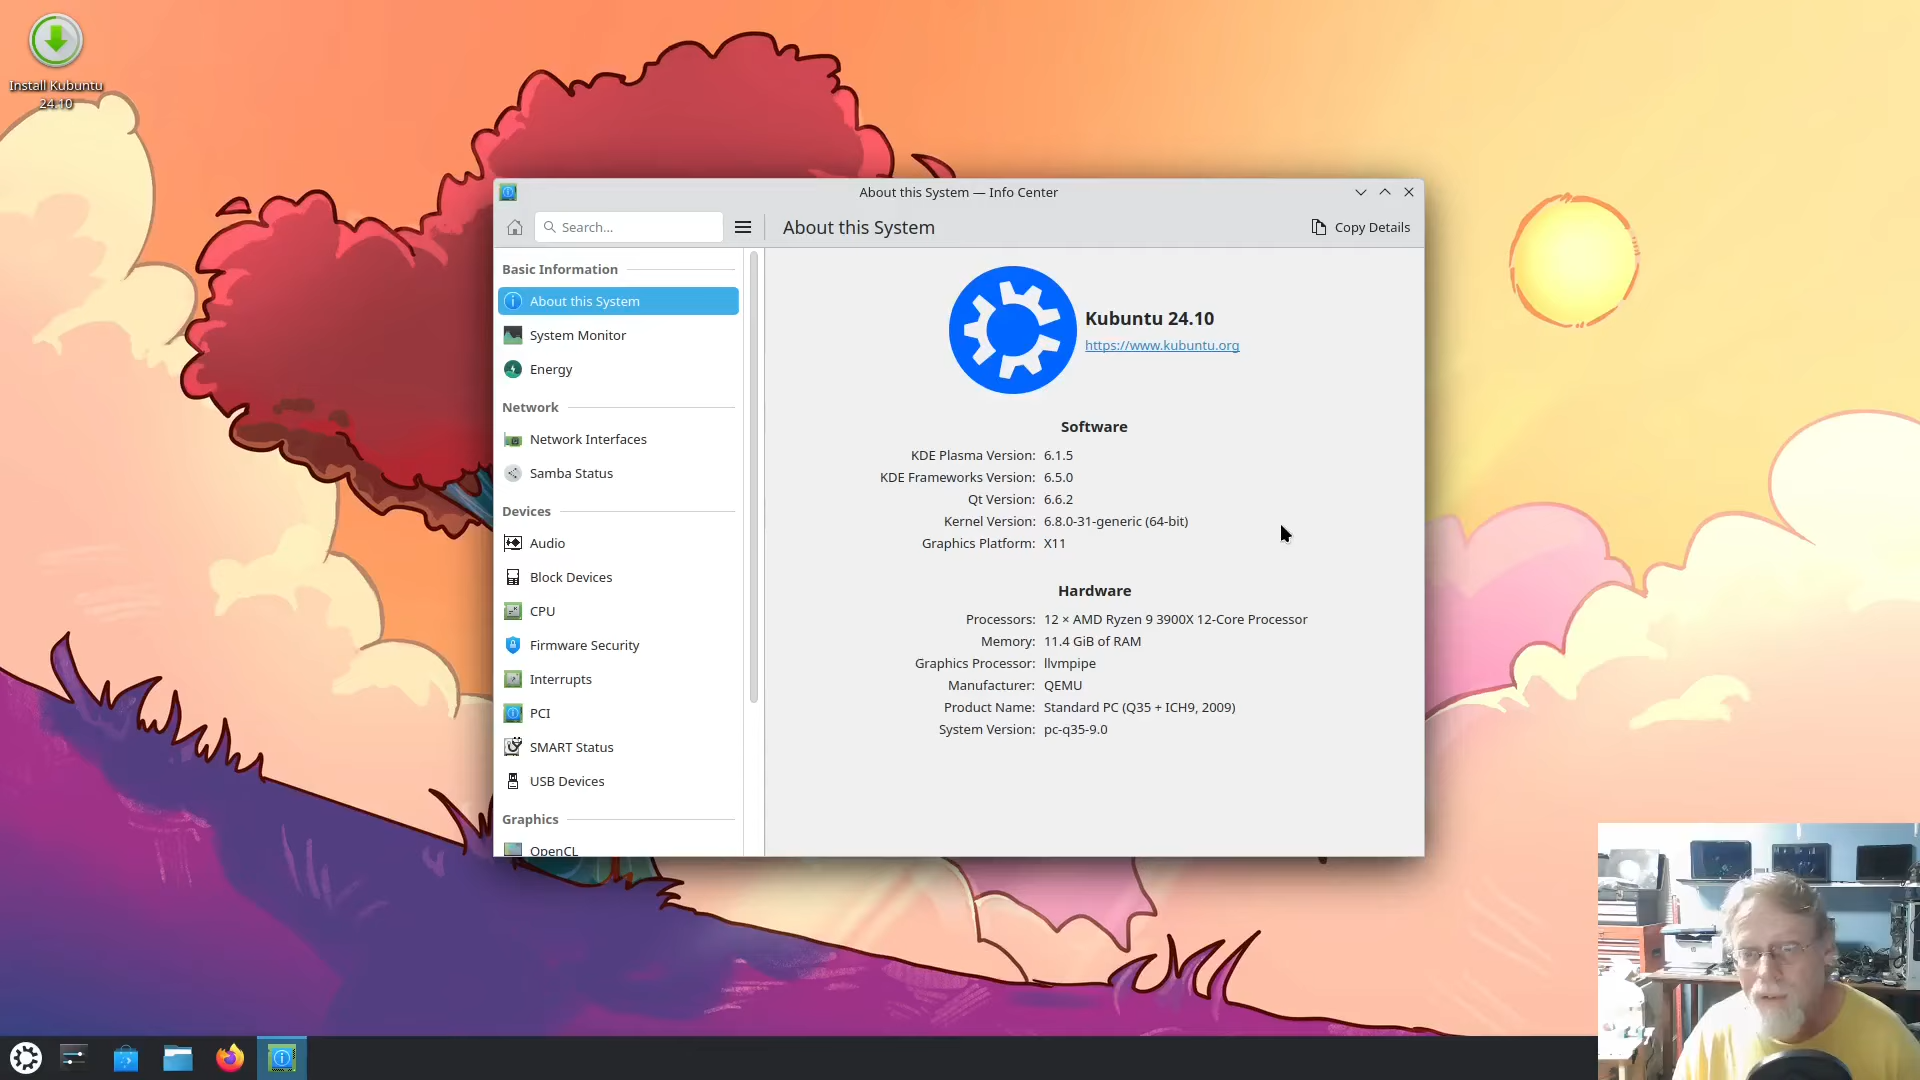 Install Kubuntu
24.10
About this System — Info Center
Search...
About this System
Copy Details
Basic Information
About this System
System Monitor
Energy
Network
Network Interfaces
Samba Status
Devices
Audio
Block Devices
CPU
Firmware Security
Interrupts
PCI
SMART Status
USB Devices
Graphics
OpenCL
Kubuntu 24.10
https://www.kubuntu.org
Software
KDE Plasma Version: 6.1.5
KDE Frameworks Version: 6.5.0
Qt Version: 6.6.2
Kernel Version: 6.8.0-31-generic (64-bit)
Graphics Platform: X11
Hardware
Processors: 12 × AMD Ryzen 9 3900X 12-Core Processor
Memory: 11.4 GiB of RAM
Graphics Processor: llvmpipe
Manufacturer: QEMU
Product Name: Standard PC (Q35 + ICH9, 2009)
System Version: pc-q35-9.0